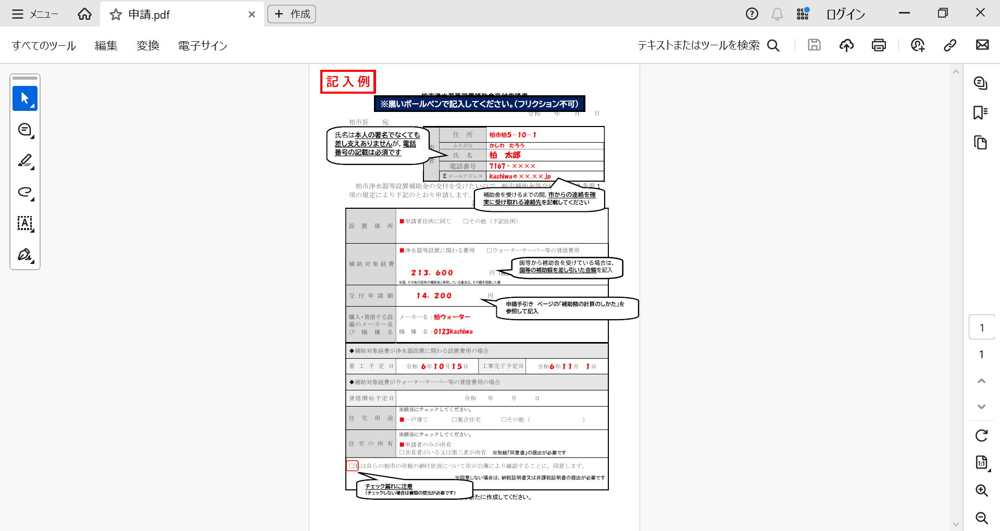 メニュー
申請.pdf
作成
ログイン
すべてのツール
編集
変換
電子サイン
テキストまたはツールを検索
記入例
柏市浄水器等設置補助金交付申請書
※黒いボールペンで記入してください。(フリクション不可)
令和　年　月　日
柏市長　宛
氏名は本人の署名でなくても
差し支えありませんが,電話
番号の記載は必須です
申
者
住　所
柏市柏5-10-1
ふりがな
かしわ　たろう
氏　名
柏　太郎
電話番号
7167-××××
Eメールアドレス
kashiwa@××.××.jp
柏市浄水器等設置補助金の交付を受けたいので,柏市補助金等交付
条第1
項の規定により下記のとおり申請します。
補助金を受けるまでの間,市からの連絡を確
実に受け取れる連絡先を記載してください
設置場所
■申請者住所に同じ　□その他(下記住所)
補助対象経費
■浄水器等設置に関わる費用　□ウォーターサーバー等の賃借費用
213,600
円
国等から補助金を受けている場合は,
国等の補助額を差し引いた金額を記入
※国,その他の団体の補助金と併用している場合は,その額を控除した額
交付申請額
14,200
円
申請手引き　ページの「補助額の計算のしかた」を
参照して記入
購入・賃借する設
備のメーカー及
び機種名
メーカー名:柏ウォーター
機種名:0123Kashiwa
◆補助対象経費が浄水器設置に関わる設置費用の場合
着工予定日
令和 6年10月15日
工事完了予定日
令和6年11月 1日
◆補助対象経費がウォーターサーバー等の賃借費用の場合
賃借開始予定日
令和　年　月　日
住宅用途
※該当にチェックしてください。
■一戸建て　□集合住宅　□その他(　)
住宅の所有
※該当にチェックしてください。
■申請者のみが所有
□共有者がいる又は第三者が所有　※別紙「同意書」の提出が必要です
□私は自らの柏市の市税の納付状況について市が公簿により確認することに,同意します。
※同意しない場合は,納税証明書又は非課税証明書の提出が必要です
チェック漏れに注意
(チェックしない場合は書類の提出が必要です)
新たに作成してください。
1
1
1:1